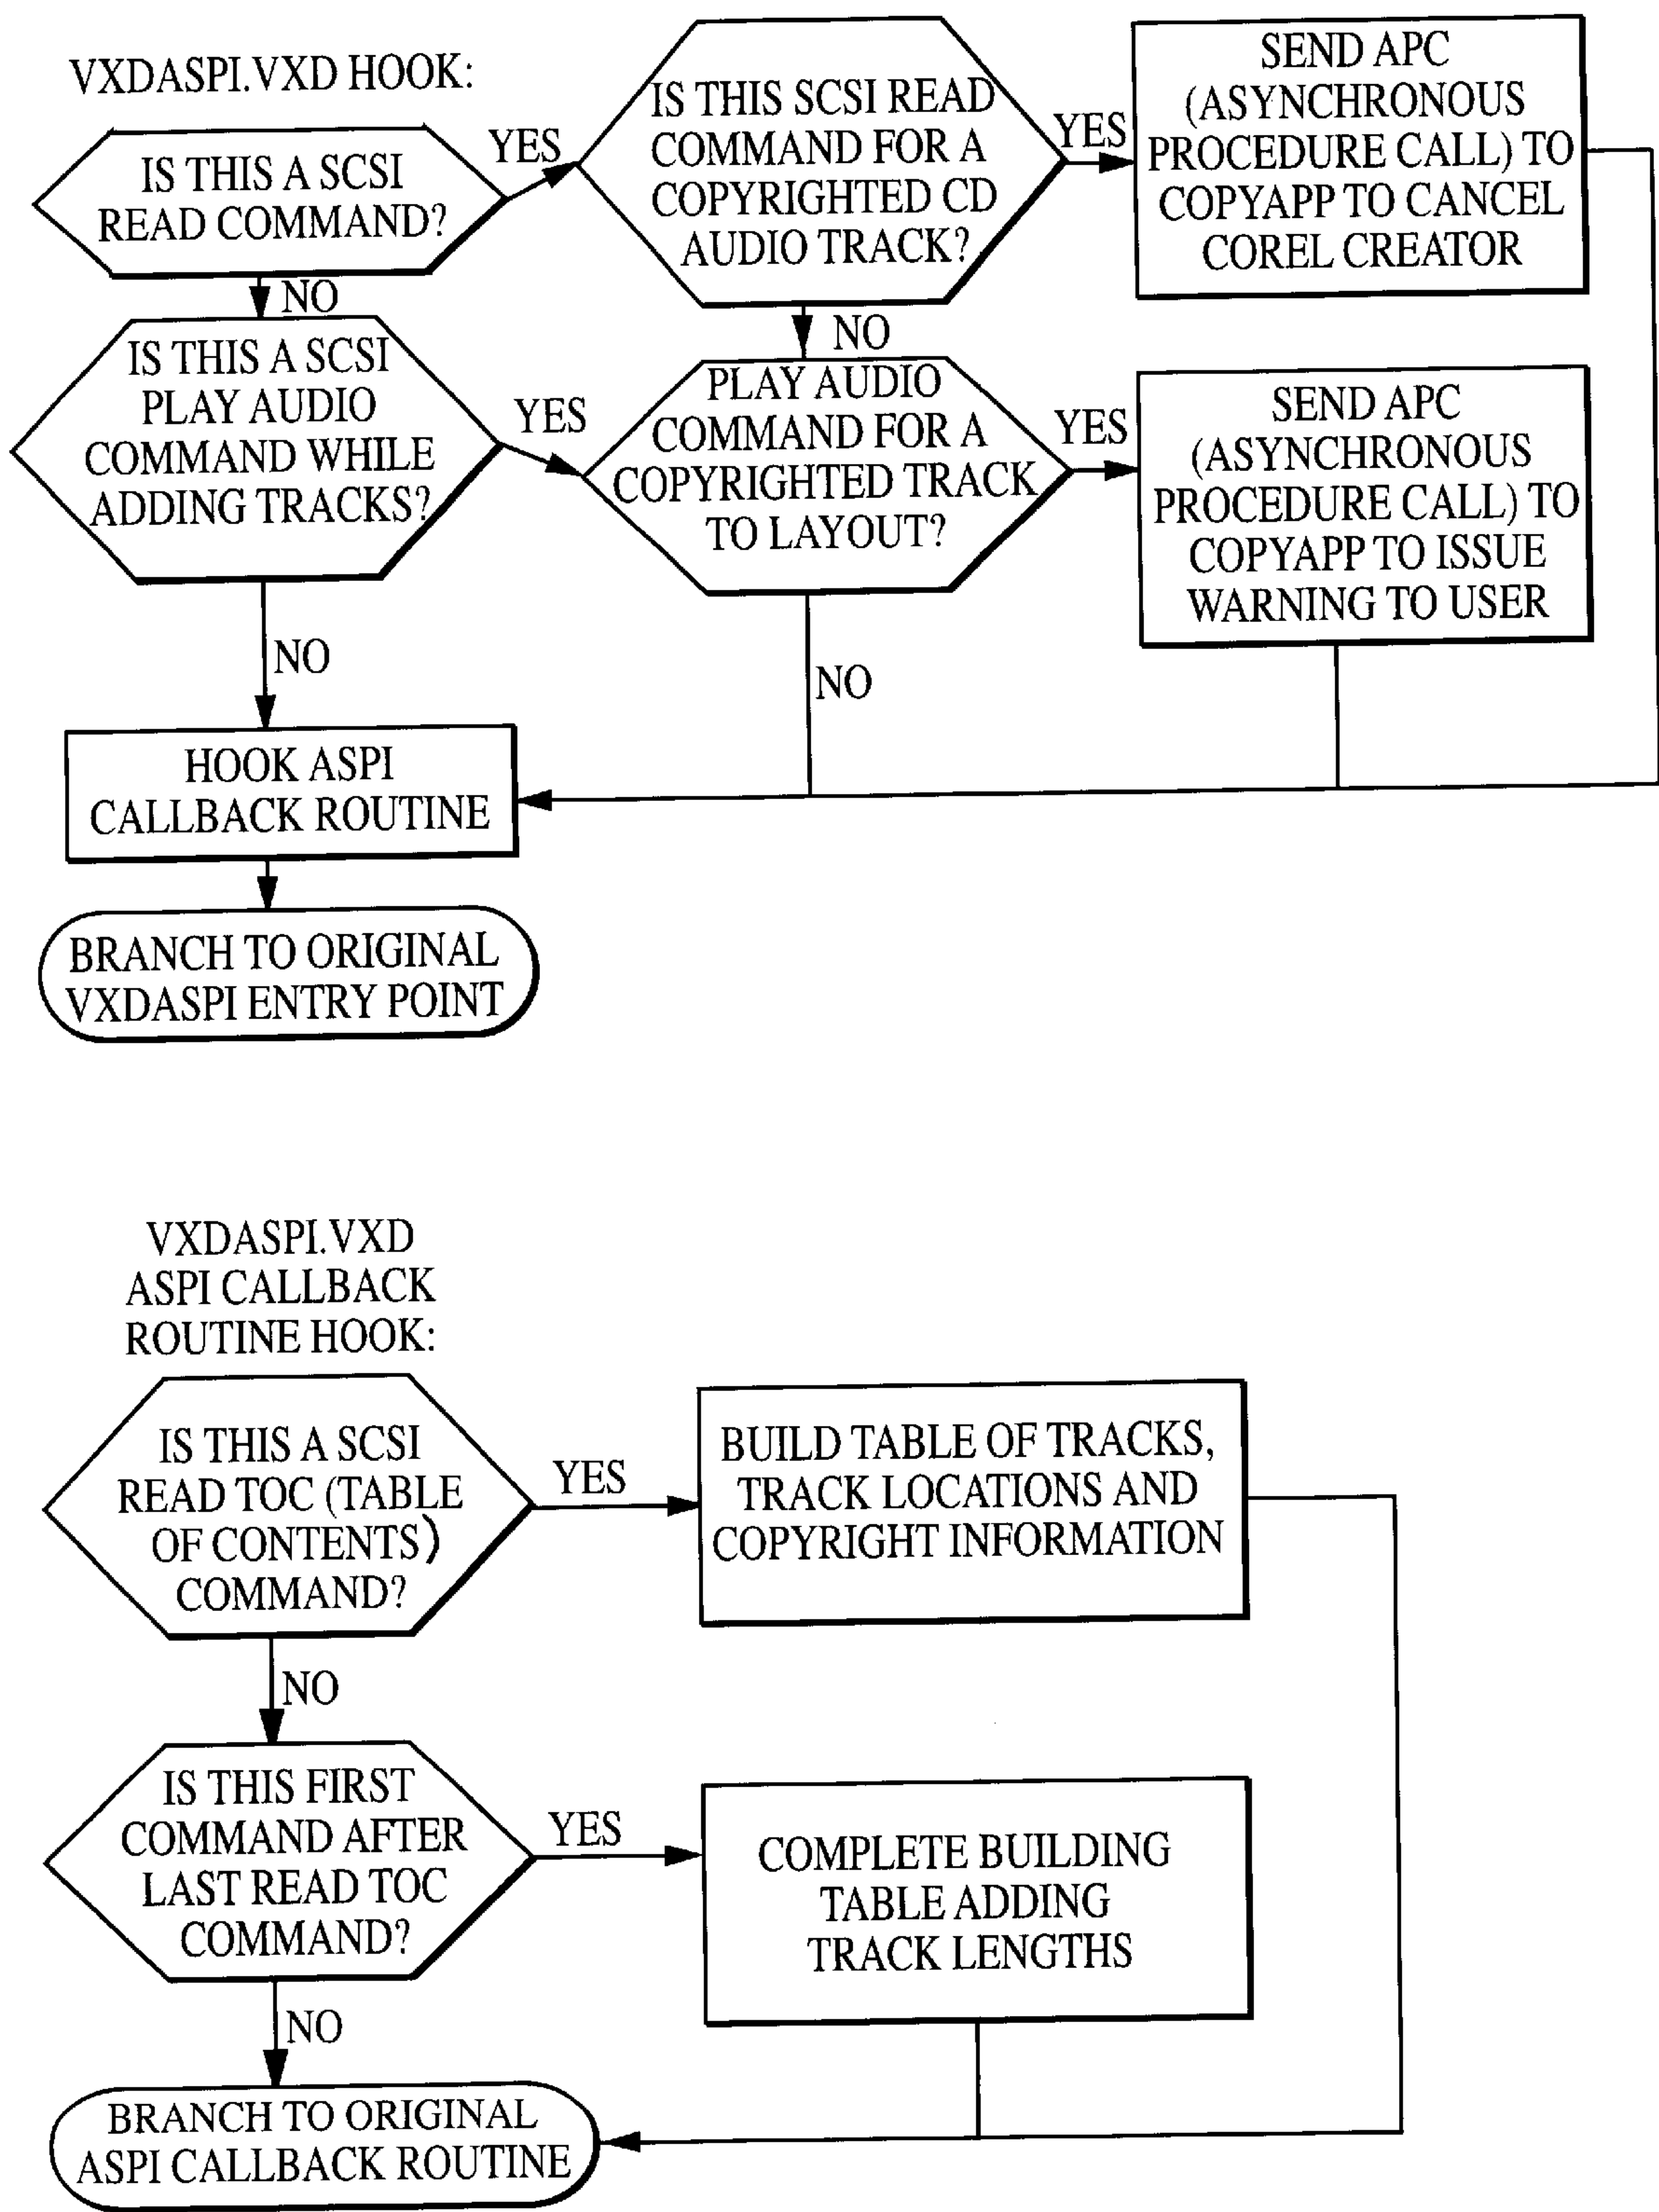 VXDASPI.VXD HOOK:
IS THIS A SCSI
READ COMMAND?
YES
NO
IS THIS SCSI READ
COMMAND FOR A
COPYRIGHTED CD
AUDIO TRACK?
YES
NO
SEND APC
(ASYNCHRONOUS
PROCEDURE CALL) TO
COPYAPP TO CANCEL
COREL CREATOR
IS THIS A SCSI
PLAY AUDIO
COMMAND WHILE
ADDING TRACKS?
YES
NO
PLAY AUDIO
COMMAND FOR A
COPYRIGHTED TRACK
TO LAYOUT?
YES
NO
SEND APC
(ASYNCHRONOUS
PROCEDURE CALL) TO
COPYAPP TO ISSUE
WARNING TO USER
HOOK ASPI
CALLBACK ROUTINE
BRANCH TO ORIGINAL
VXDASPI ENTRY POINT
VXDASPI.VXD
ASPI CALLBACK
ROUTINE HOOK:
IS THIS A SCSI
READ TOC (TABLE
OF CONTENTS)
COMMAND?
YES
NO
BUILD TABLE OF TRACKS,
TRACK LOCATIONS AND
COPYRIGHT INFORMATION
IS THIS FIRST
COMMAND AFTER
LAST READ TOC
COMMAND?
YES
NO
COMPLETE BUILDING
TABLE ADDING
TRACK LENGTHS
BRANCH TO ORIGINAL
ASPI CALLBACK ROUTINE